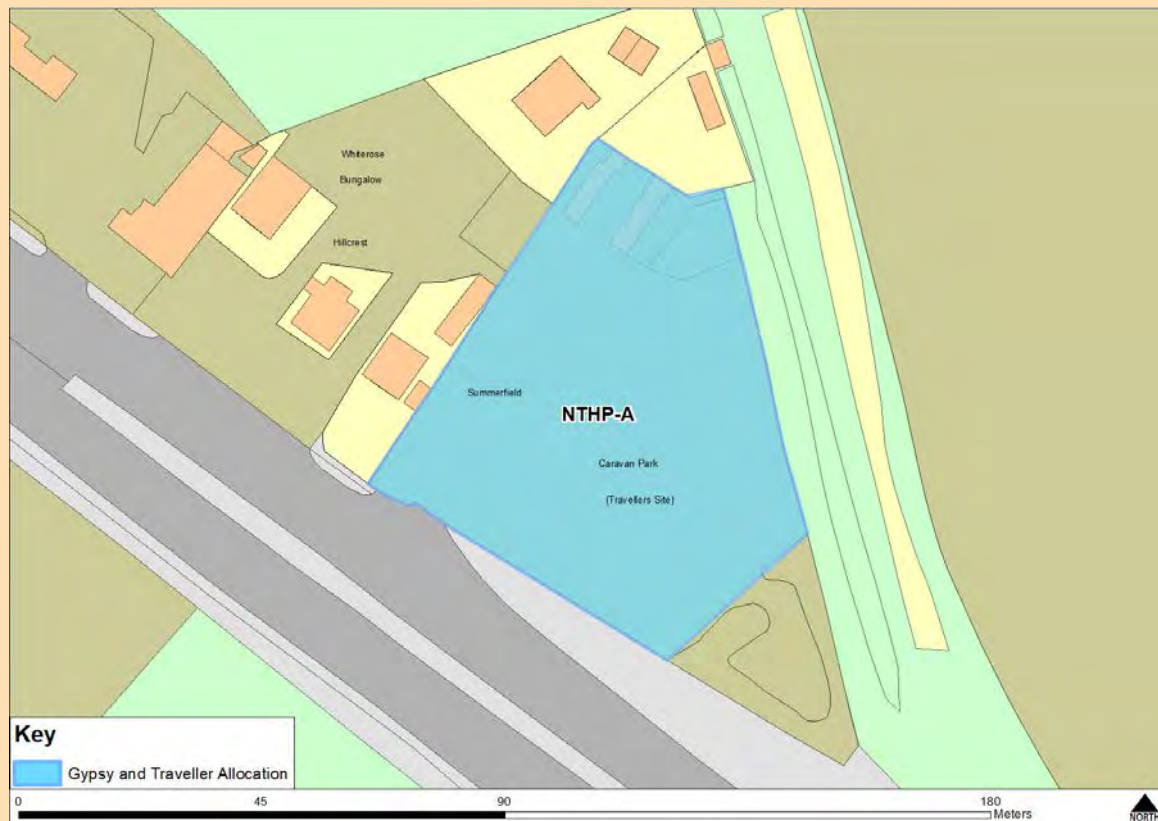 Whiterose
Bungalow
Hillcrest
Summerfield
NTHP-A
Caravan Park
(Travellers Site)
Key
Gypsy and Traveller Allocation
0 45 90 180
Meters
NORTH